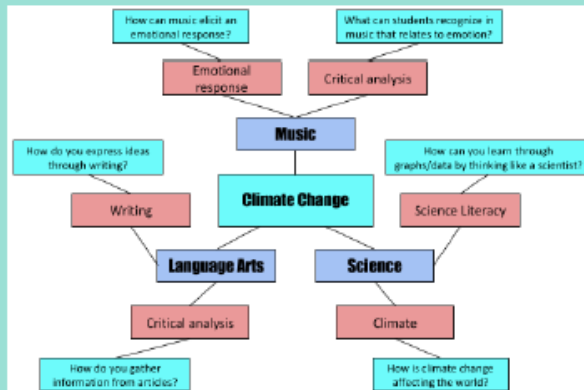 How can music elicit an
emotional response?
What can students recognize in
music that relates to emotion?
Emotional
response
Critical analysis
Music
How do you express ideas
through writing?
How can you learn through
graphs/data by thinking like a scientist?
Climate Change
Writing
Science Literacy
Language Arts
Science
Critical analysis
Climate
How do you gather
information from articles?
How is climate change
affecting the world?